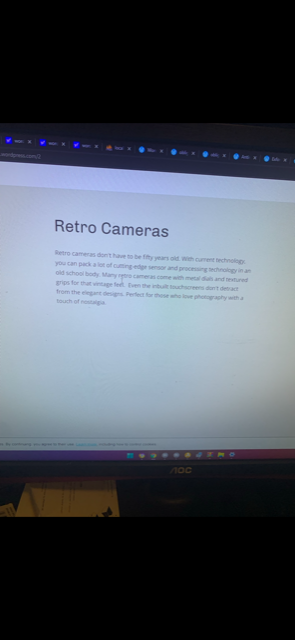 wordpress.com/2
Retro Cameras
Retro cameras don't have to be fifty years old. With current technology
you can pack a lot of cutting-edge sensor and processing technology in an
old school body. Many retro cameras come with metal dials and textured
grips for that vintage feel. Even the inbuilt touchscreens don't detract
from the elegant designs. Perfect for those who love photography with a
touch of nostalgia.
AOC